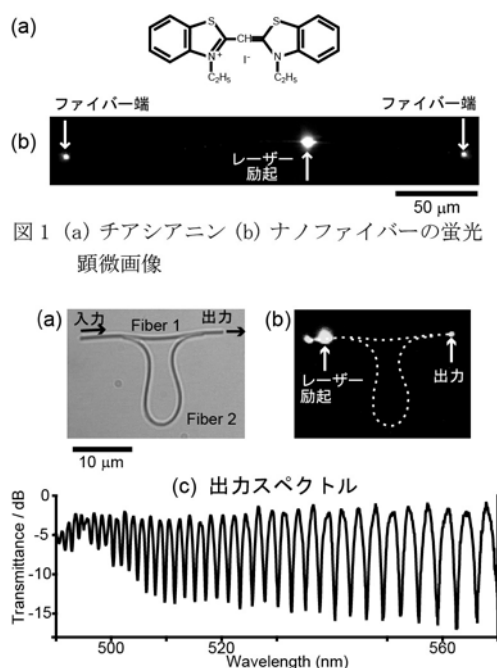 (a)
S
S
CH
N+
N
I-
C2H5
C2H5
ファイバー端
ファイバー端
(b)
レーザー
励起
50 μm
図1 (a) チアシアニン (b) ナノファイバーの蛍光
顕微画像
(a)
入力
Fiber 1
出力
Fiber 2
10 μm
(b)
レーザー
励起
出力
(c) 出力スペクトル
Transmittance / dB
0
-5
-10
-15
500
520
540
560
Wavelength (nm)